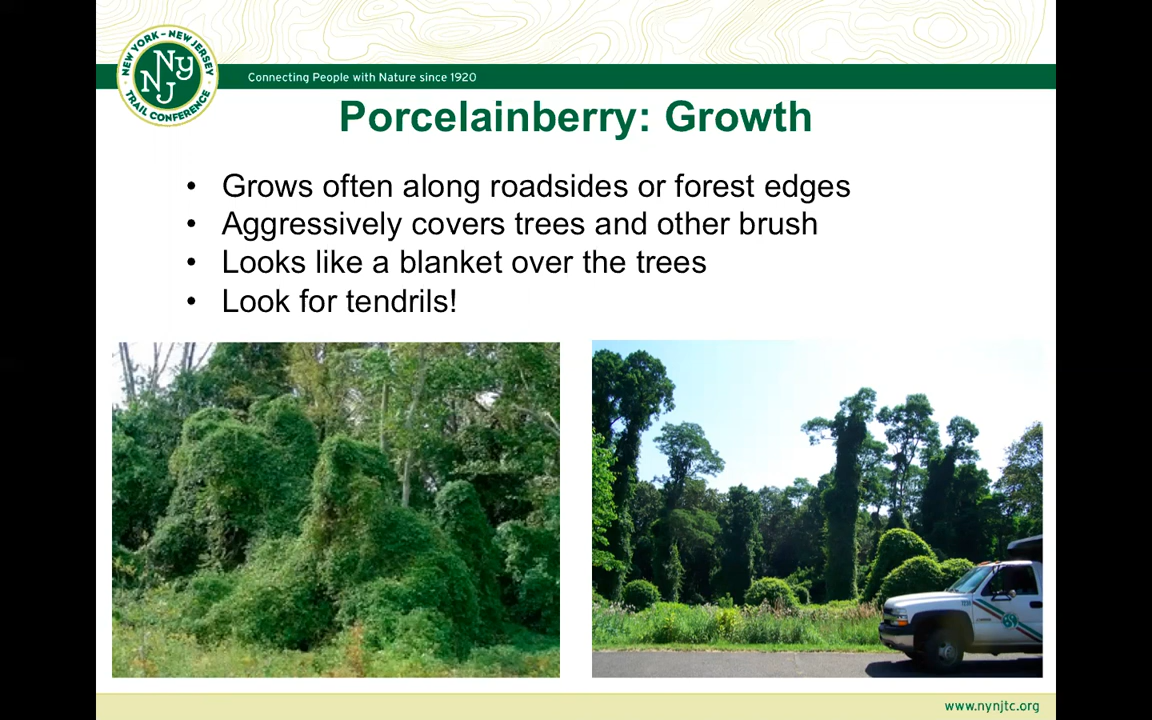 NEW YORK - NEW JERSEY
NY
NJ
TRAIL CONFERENCE
Connecting People with Nature since 1920
Porcelainberry: Growth
• Grows often along roadsides or forest edges
• Aggressively covers trees and other brush
• Looks like a blanket over the trees
• Look for tendrils!
www.nynjtc.org